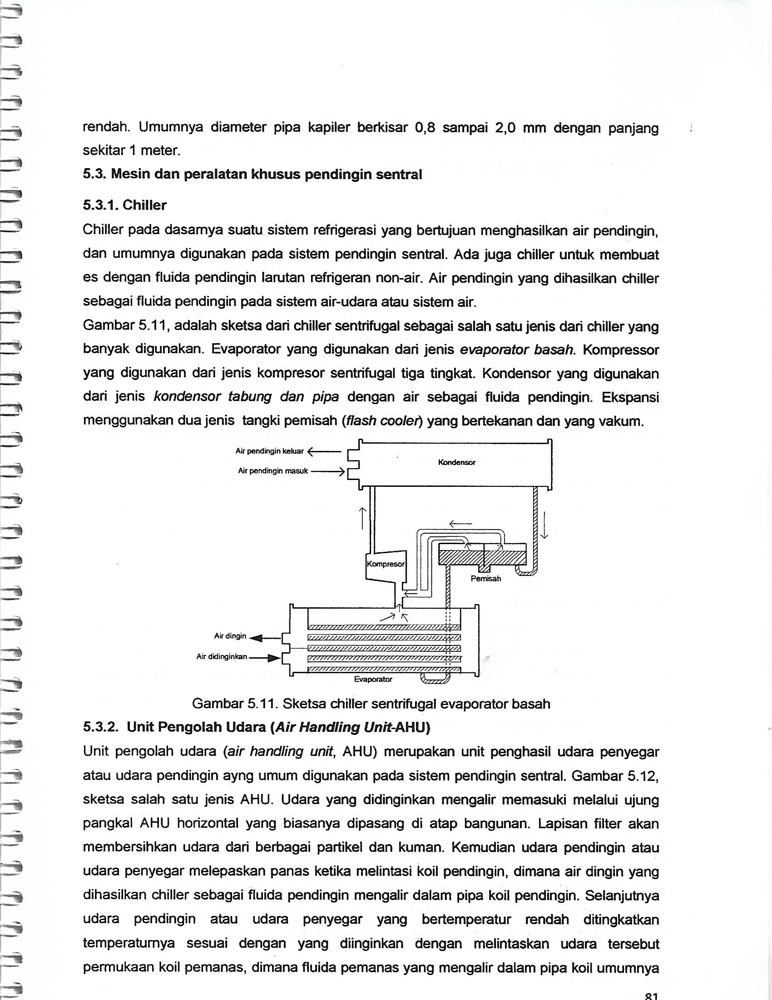 rendah. Umumnya diameter pipa kapiler berkisar 0,8 sampai 2,0 mm dengan panjang
sekitar 1 meter.
5.3. Mesin dan peralatan khusus pendingin sentral
5.3.1. Chiller
Chiller pada dasarnya suatu sistem refrigerasi yang bertujuan menghasilkan air pendingin,
dan umumnya digunakan pada sistem pendingin sentral. Ada juga chiller untuk membuat
es dengan fluida pendingin larutan refrigeran non-air. Air pendingin yang dihasilkan chiller
sebagai fluida pendingin pada sistem air-udara atau sistem air.
Gambar 5.11, adalah sketsa dari chiller sentrifugal sebagai salah satu jenis dari chiller yang
banyak digunakan. Evaporator yang digunakan dari jenis evaporator basah. Kompressor
yang digunakan dari jenis kompresor sentrifugal tiga tingkat. Kondensor yang digunakan
dari jenis kondensor tabung dan pipa dengan air sebagai fluida pendingin. Ekspansi
menggunakan dua jenis tangki pemisah (flash cooler) yang bertekanan dan yang vakum.
Air pendingin keluar
Kondensor
Air pendingin masuk
Kompresor
Pemisah
Air dingin
Air didinginkan
Evaporator
Gambar 5.11. Sketsa chiller sentrifugal evaporator basah
5.3.2. Unit Pengolah Udara (Air Handling Unit-AHU)
Unit pengolah udara (air handling unit, AHU) merupakan unit penghasil udara penyegar
atau udara pendingin ayng umum digunakan pada sistem pendingin sentral. Gambar 5.12,
sketsa salah satu jenis AHU. Udara yang didinginkan mengalir memasuki melalui ujung
pangkal AHU horizontal yang biasanya dipasang di atap bangunan. Lapisan filter akan
membersihkan udara dari berbagai partikel dan kuman. Kemudian udara pendingin atau
udara penyegar melepaskan panas ketika melintasi koil pendingin, dimana air dingin yang
dihasilkan chiller sebagai fluida pendingin mengalir dalam pipa koil pendingin. Selanjutnya
udara pendingin atau udara penyegar yang bertemperatur rendah ditingkatkan
temperaturnya sesuai dengan yang diinginkan dengan melintaskan udara tersebut
permukaan koil pemanas, dimana fluida pemanas yang mengalir dalam pipa koil umumnya
81